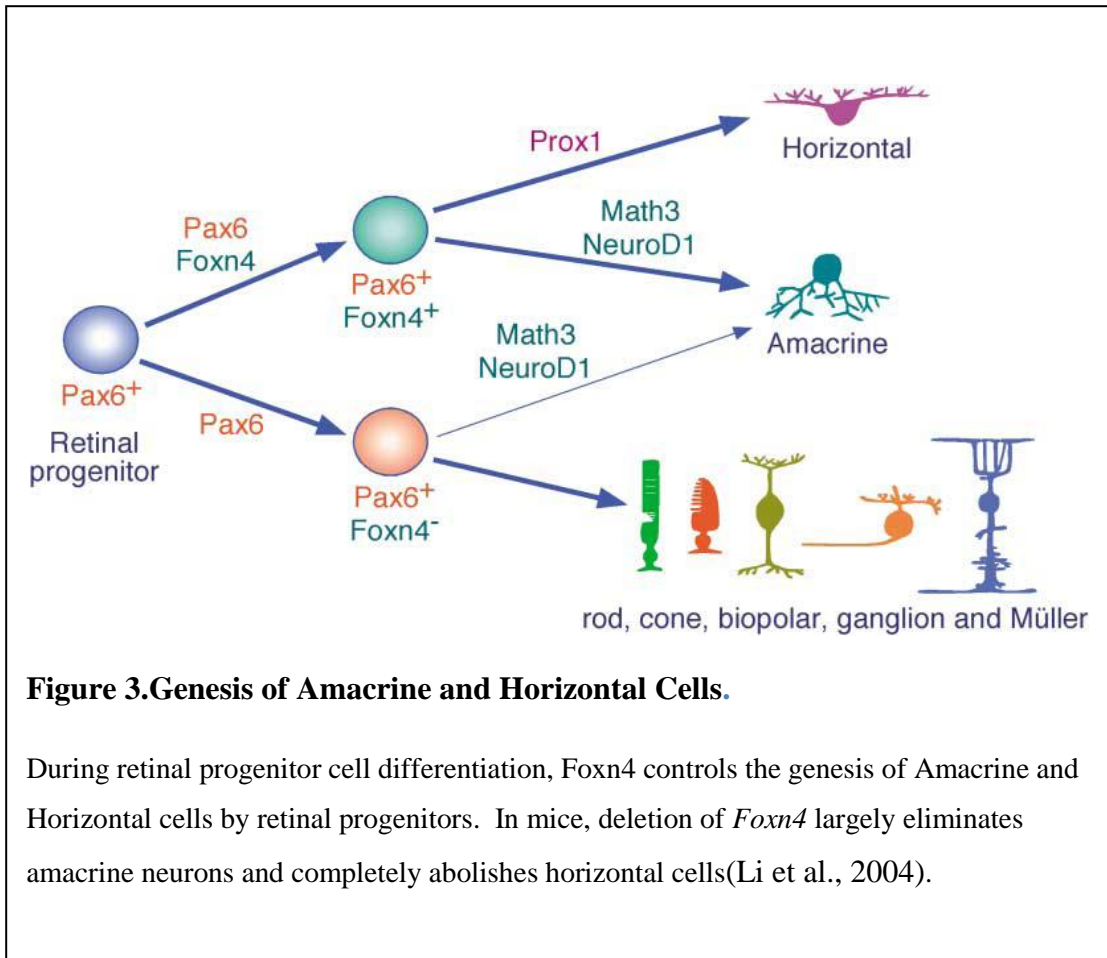 Prox1
Horizontal
Pax6
Foxn4
Math3
NeuroD1
Pax6+
Foxn4+
Amacrine
Math3
NeuroD1
Pax6+
Retinal
progenitor
Pax6
Pax6+
Foxn4-
rod, cone, biopolar, ganglion and Müller
Figure 3.Genesis of Amacrine and Horizontal Cells.
During retinal progenitor cell differentiation, Foxn4 controls the genesis of Amacrine and
Horizontal cells by retinal progenitors. In mice, deletion of Foxn4 largely eliminates
amacrine neurons and completely abolishes horizontal cells(Li et al., 2004).